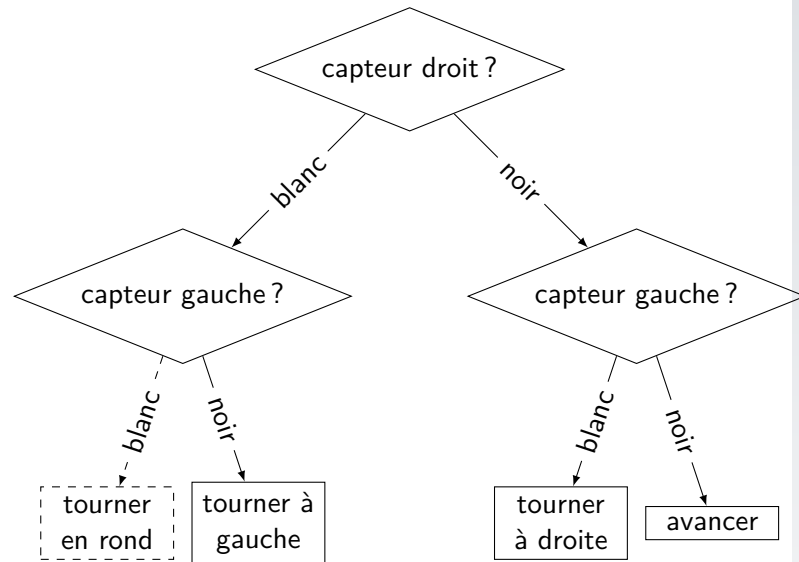 capteur droit ?
blanc
noir
capteur gauche ?
capteur gauche ?
blanc
noir
blanc
noir
tourner
en rond
tourner à
gauche
tourner
à droite
avancer